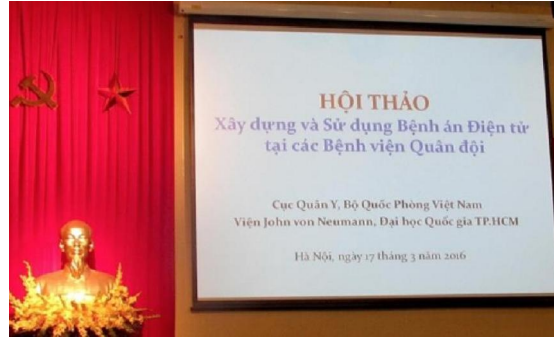 HỘI THẢO
Xây dựng và Sử dụng Bệnh án Điện tử
tại các Bệnh viện Quân đội
Cục Quân Y, Bộ Quốc Phòng Việt Nam
Viện John von Neumann, Đại học Quốc gia TP.HCM
Hà Nội, ngày 17 tháng 3 năm 2016